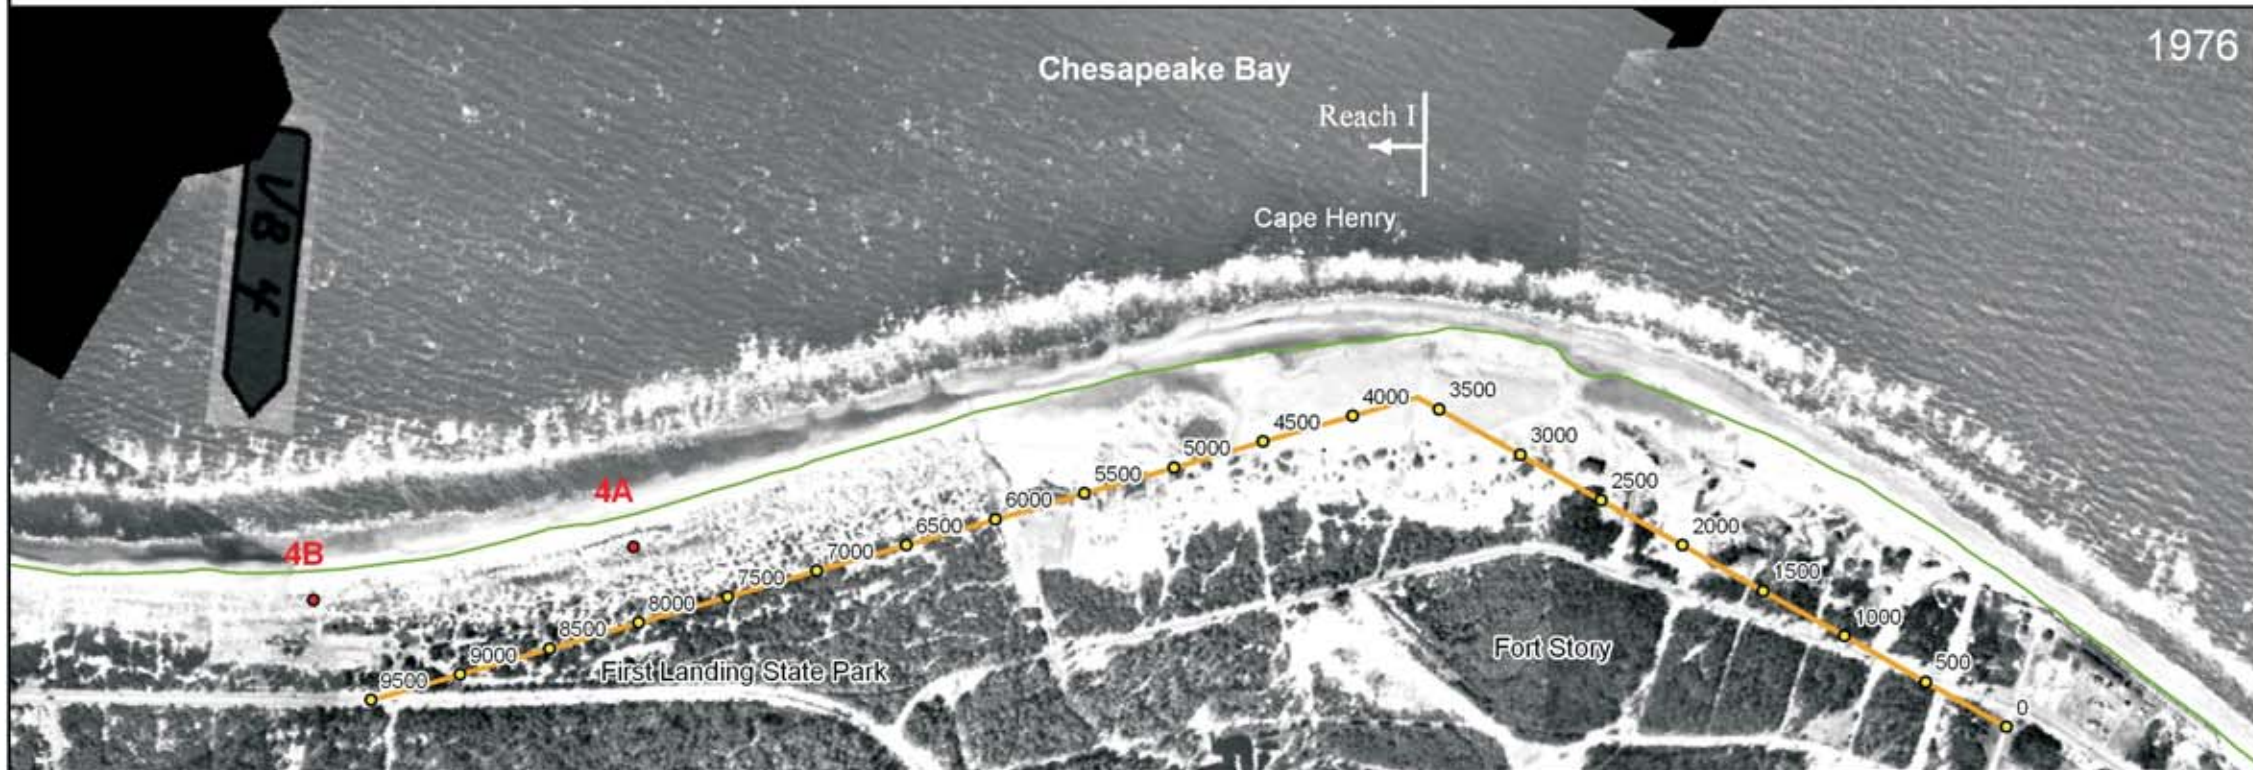 1976
Chesapeake Bay
Reach I
VB 4
Cape Henry
3500
4000
4500
3000
5000
5500
2500
4A
6000
2000
6500
4B
7000
1500
7500
8000
1000
8500
Fort Story
9000
First Landing State Park
500
9500
0